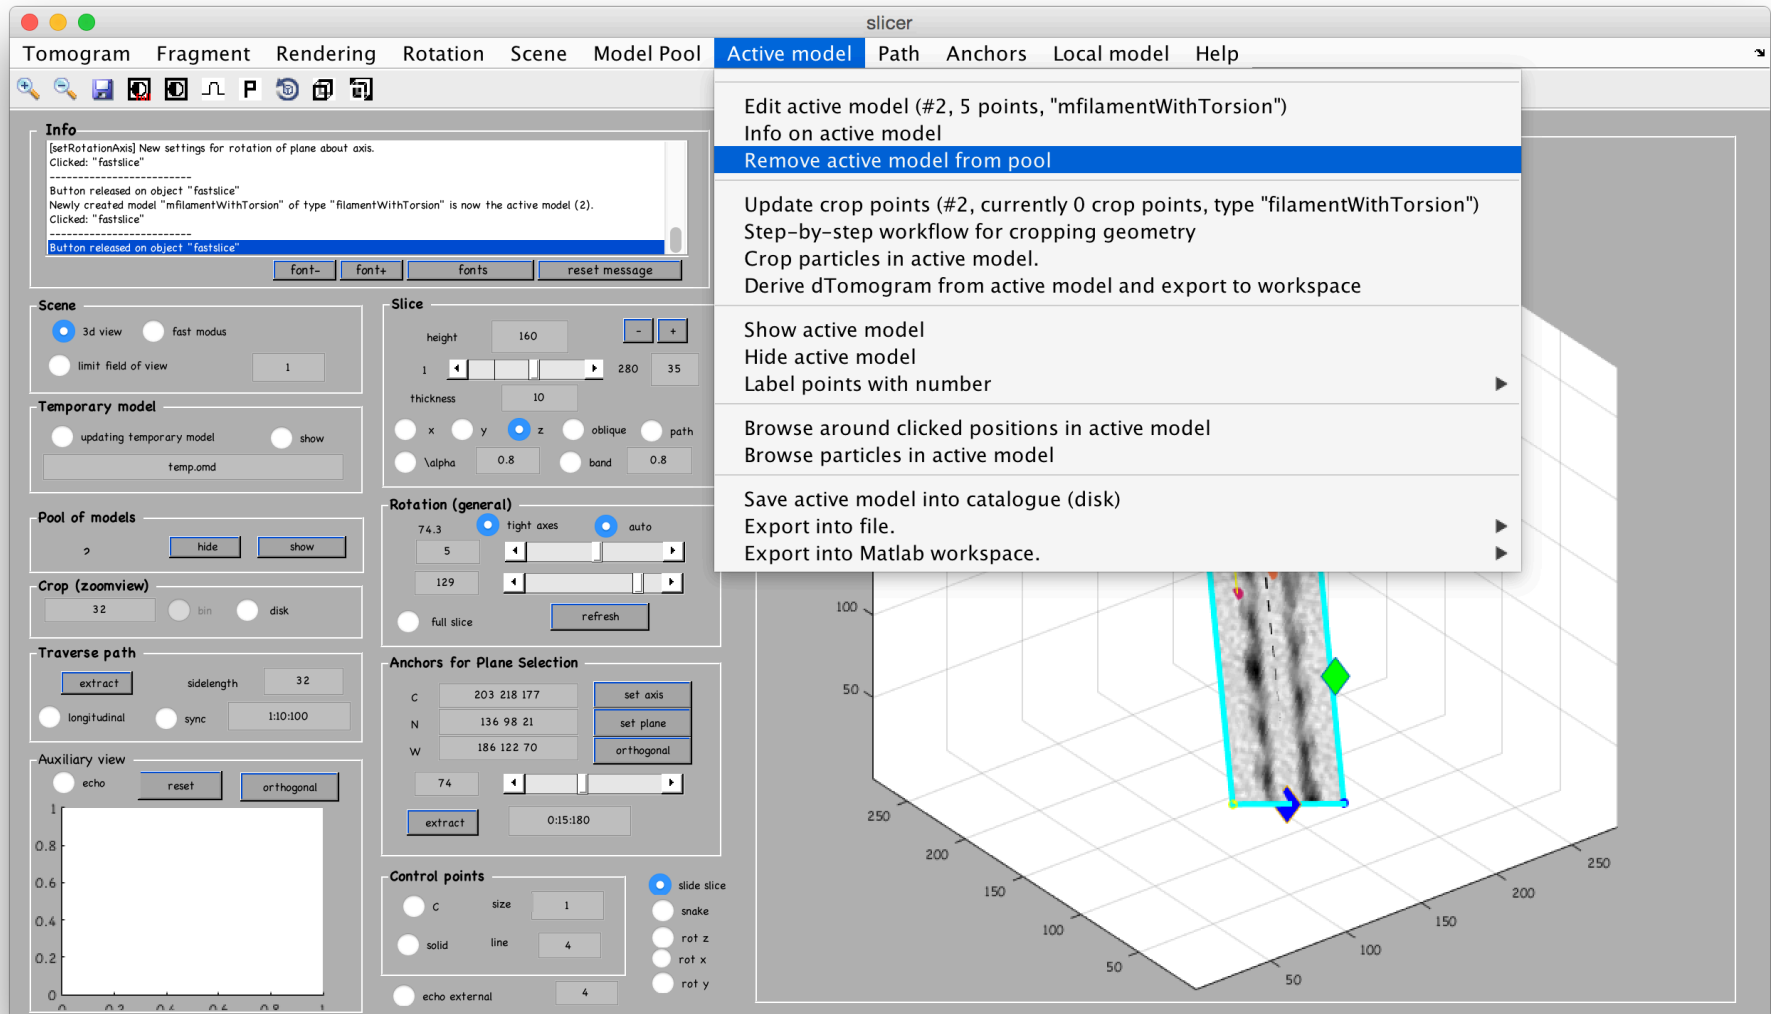 slicer
Tomogram Fragment Rendering Rotation Scene Model Pool Active model Path Anchors Local model Help
P
Edit active model (#2, 5 points, "mfilamentWithTorsion")
Info on active model
Remove active model from pool
Update crop points (#2, currently 0 crop points, type "filamentWithTorsion")
Step-by-step workflow for cropping geometry
Crop particles in active model.
Derive dTomogram from active model and export to workspace
Show active model
Hide active model
Label points with number
Browse around clicked positions in active model
Browse particles in active model
Save active model into catalogue (disk)
Export into file.
Export into Matlab workspace.
Info
[setRotationAxis] New settings for rotation of plane about axis.
Clicked: "fastslice"
-------------------------
Button released on object "fastslice"
Newly created model "mfilamentWithTorsion" of type "filamentWithTorsion" is now the active model (2).
Clicked: "fastslice"
-------------------------
Button released on object "fastslice"
font- font+ fonts reset message
Scene
3d view fast modus
limit field of view 1
Temporary model
updating temporary model show
temp.omd
Pool of models
hide show
Crop (zoomview)
32 bin disk
Traverse path
extract sidelength 32
longitudinal sync 1:10:100
Auxiliary view
echo reset orthogonal
1
0.8
0.6
0.4
0.2
0
Slice
height 160 - +
1 280 35
thickness 10
x y z oblique path
\alpha 0.8 band 0.8
Rotation (general)
74.3 tight axes auto
5
129
full slice refresh
Anchors for Plane Selection
C 203 218 177 set axis
N 136 98 21 set plane
W 186 122 70 orthogonal
74
extract 0:15:180
Control points
C size 1
solid line 4
echo external 4
slide slice
snake
rot z
rot x
rot y
100
50
250
200
150
100
50
50
100
150
200
250